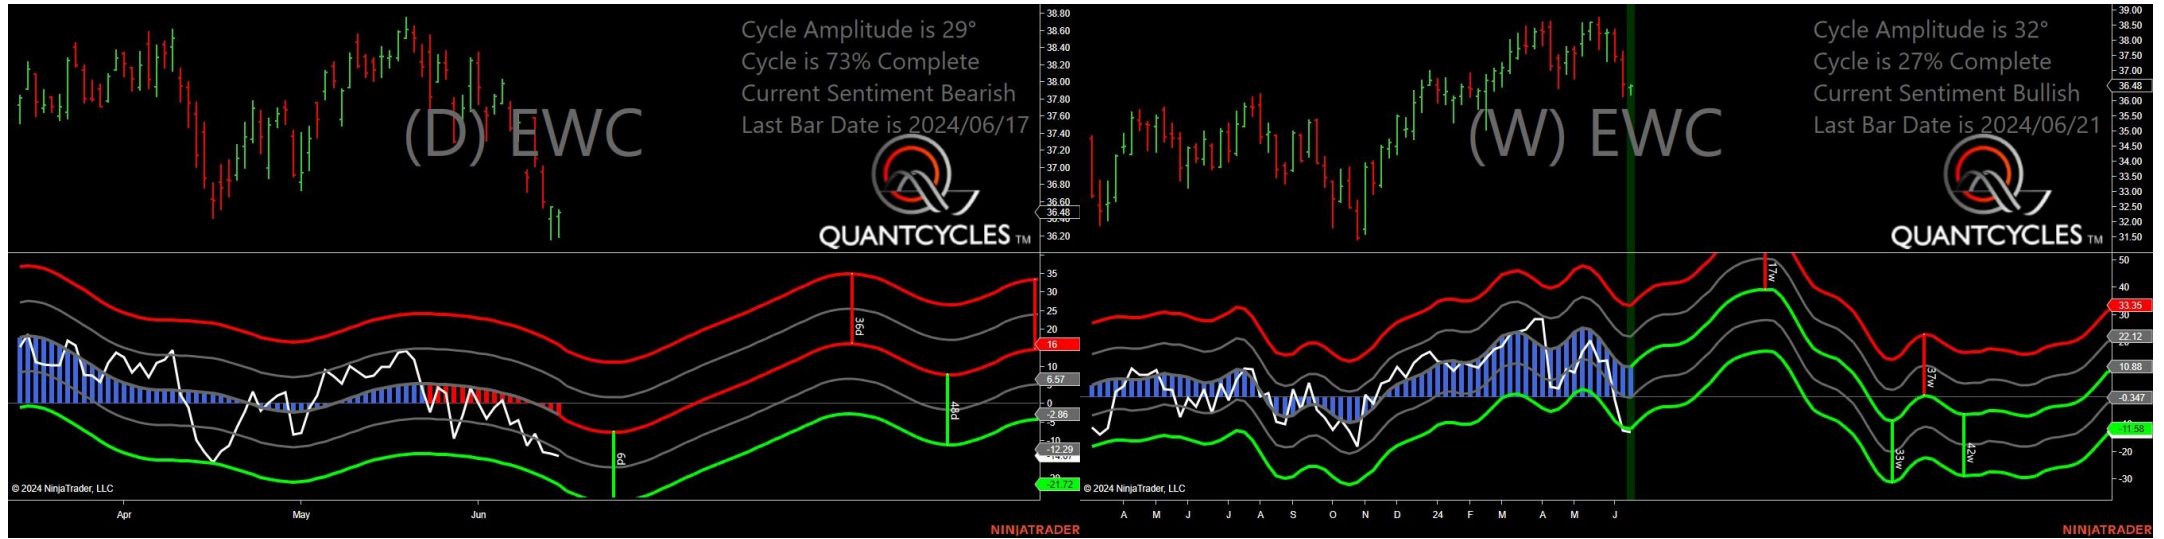 Cycle Amplitude is 29°
Cycle is 73% Complete
Current Sentiment Bearish
Last Bar Date is 2024/06/17
(D) EWC
QUANTCYCLES TM
38.80
38.60
38.40
38.20
38.00
37.80
37.60
37.40
37.20
37.00
36.80
36.60
36.48
36.20
35
30
25
20
16
10
6.57
0
-2.86
-5
-10
-12.29
-21.72
36d
48d
6d
© 2024 NinjaTrader, LLC
Apr May Jun
NINJATRADER
Cycle Amplitude is 32°
Cycle is 27% Complete
Current Sentiment Bullish
Last Bar Date is 2024/06/21
(W) EWC
QUANTCYCLES TM
39.00
38.50
38.00
37.50
37.00
36.48
36.00
35.50
35.00
34.50
34.00
33.50
33.00
32.50
32.00
31.50
50
40
33.35
30
22.12
10.88
-0.347
-11.58
-20
-30
17w
37w
33w
42w
© 2024 NinjaTrader, LLC
A M J J A S O N D 24 F M A M J
NINJATRADER